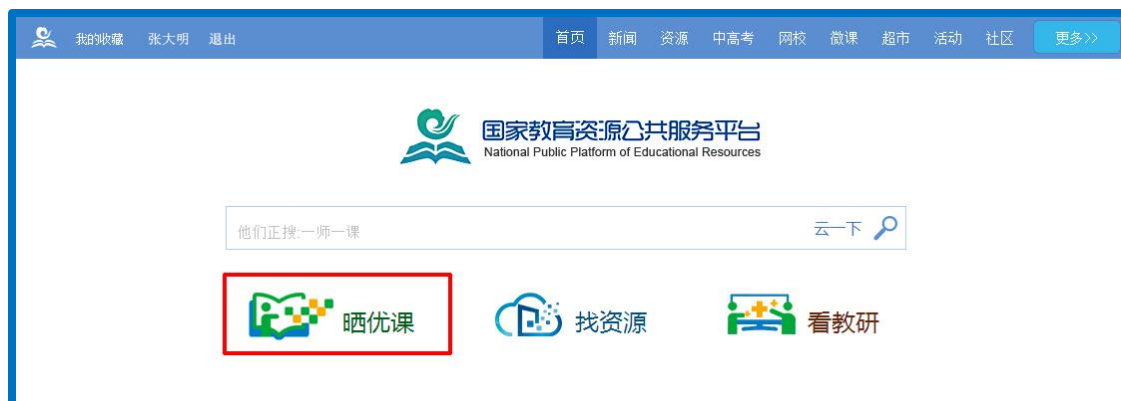 我的收藏 张大明 退出 首页 新闻 资源 中高考 网校 微课 超市 活动 社区 更多>>
国家教育资源公共服务平台
National Public Platform of Educational Resources
他们正搜:一师一课 云一下
晒优课 找资源 看教研